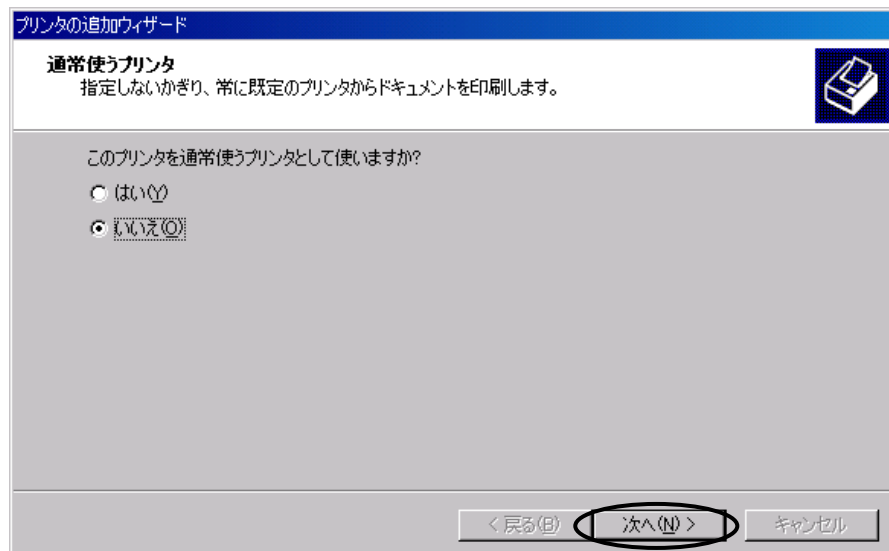 プリンタの追加ウィザード
通常使うプリンタ
指定しないかぎり、常に既定のプリンタからドキュメントを印刷します。
このプリンタを通常使うプリンタとして使いますか?
はい(Y)
いいえ(O)
< 戻る(B) 次へ(N) > キャンセル